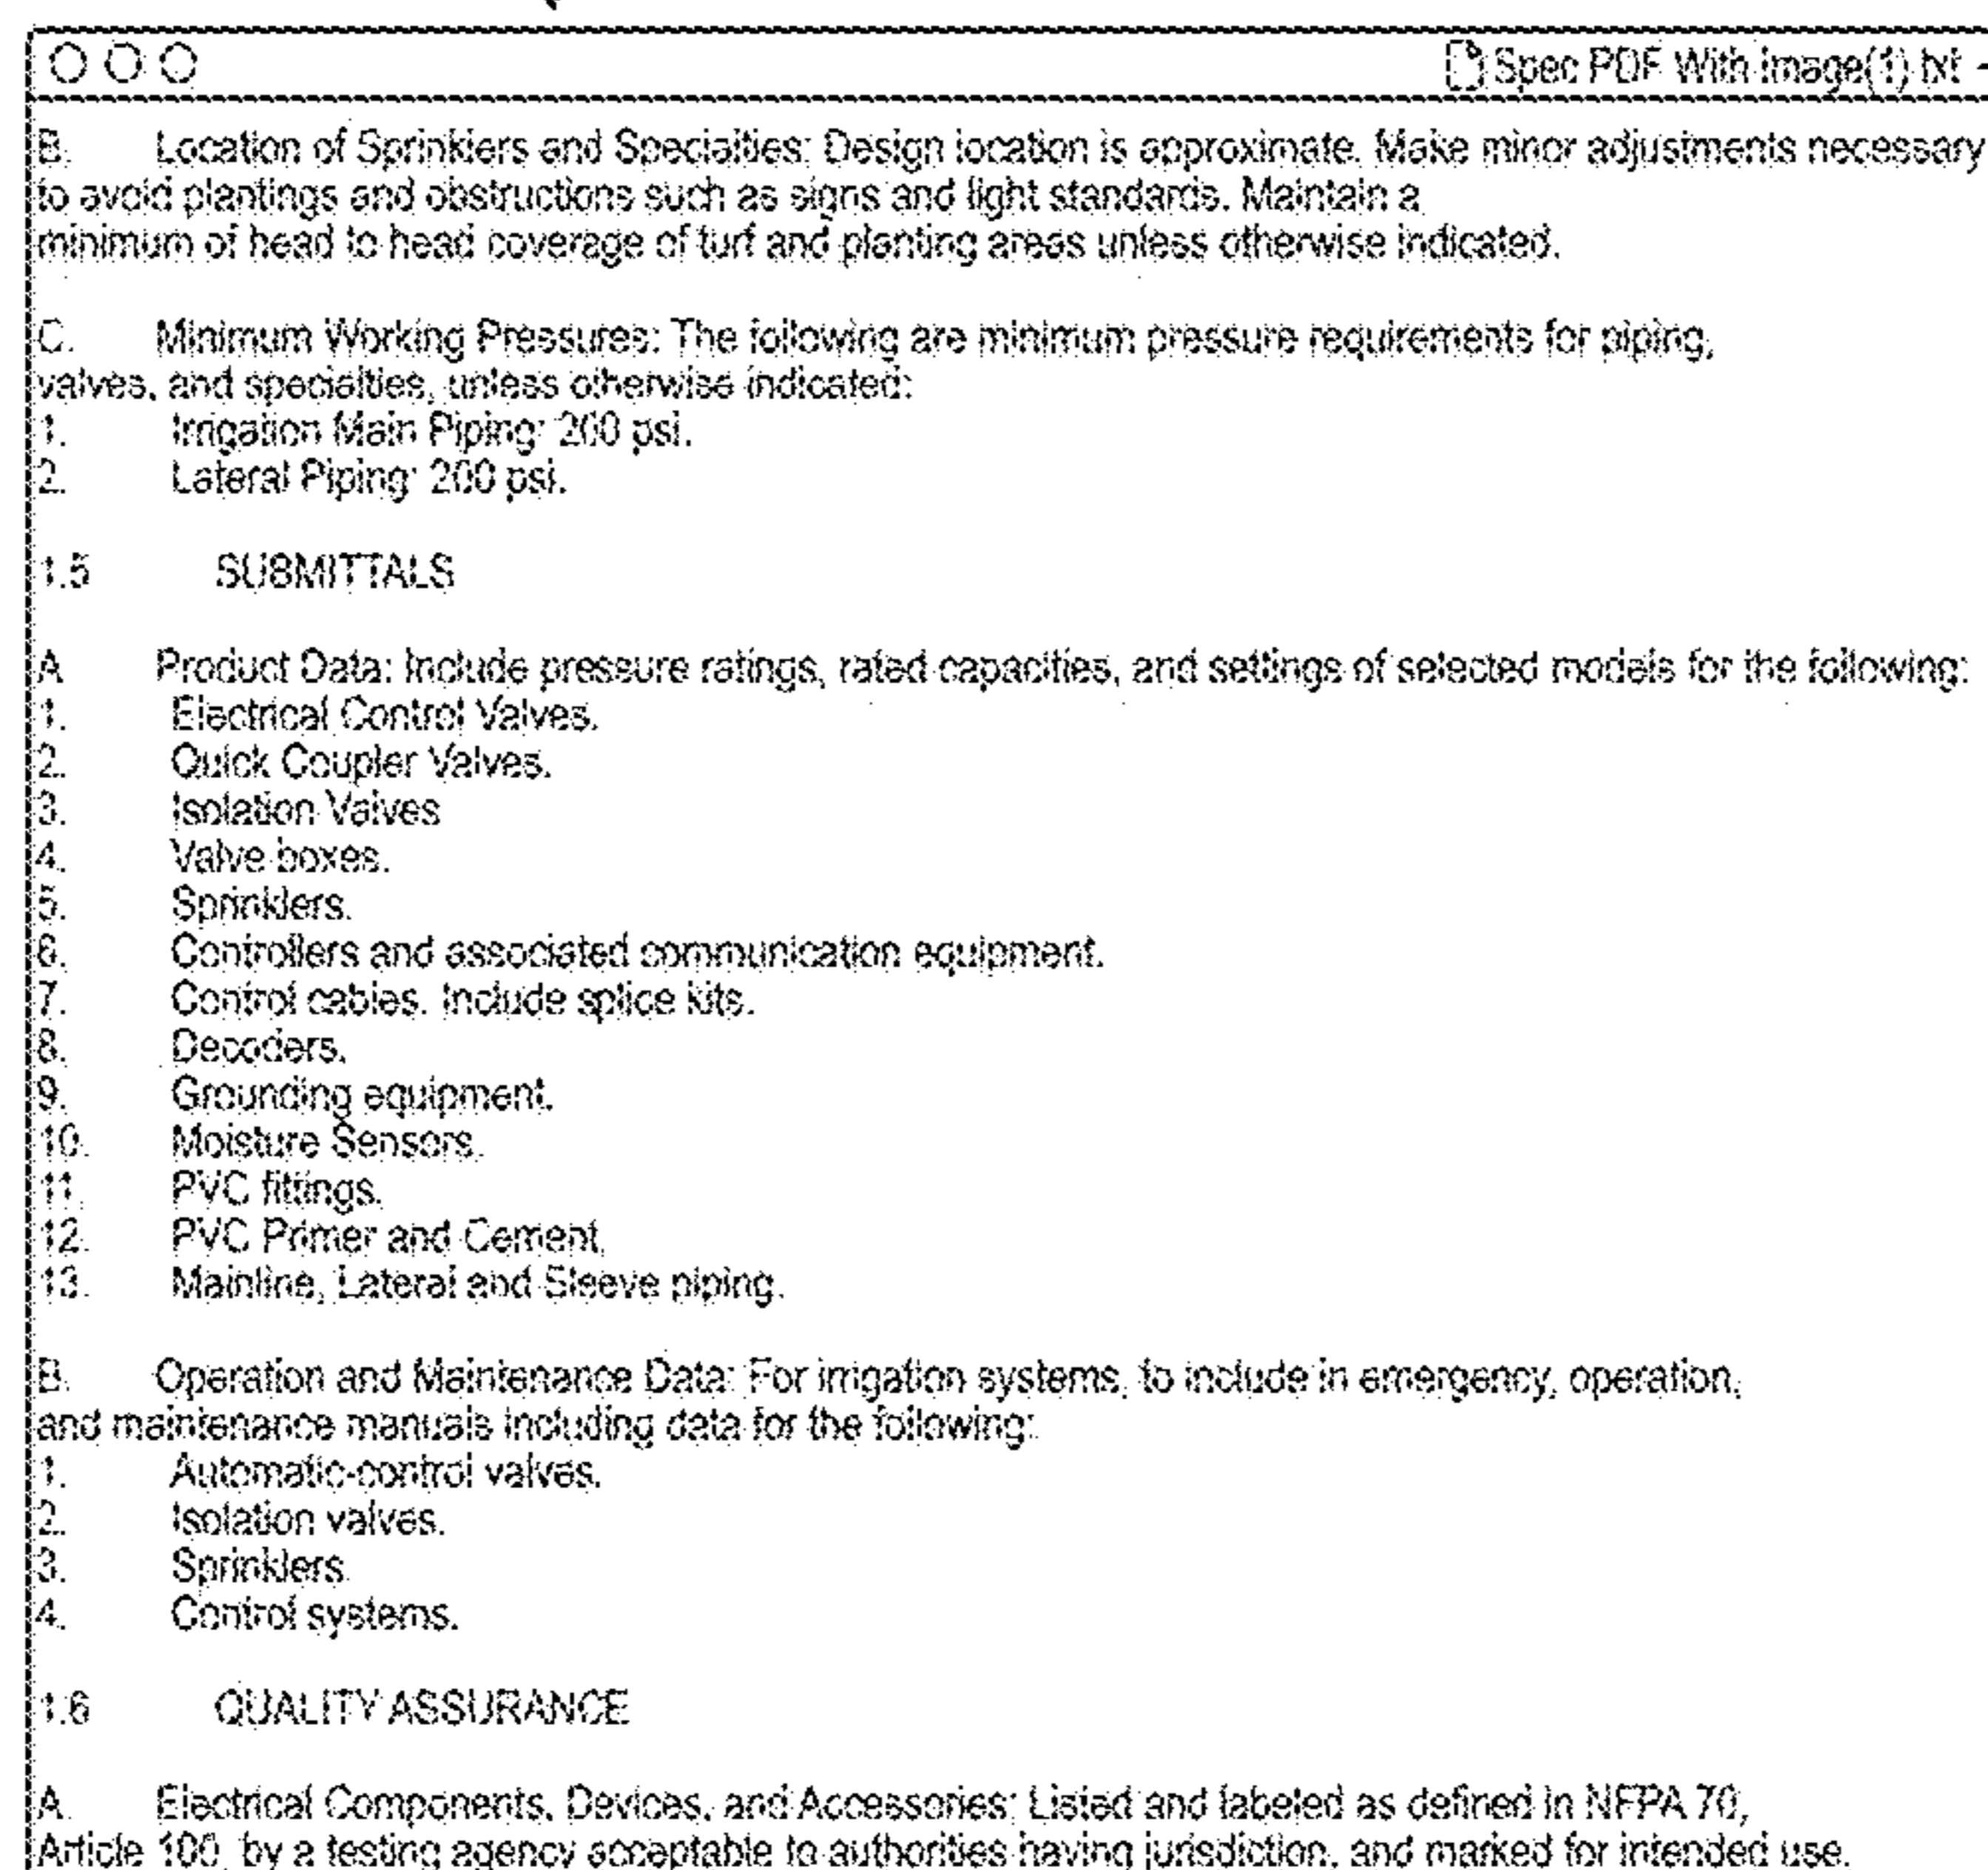 Spec PDF With Image(1).txt -
B. Location of Sprinklers and Specialties: Design location is approximate. Make minor adjustments necessary
to avoid plantings and obstructions such as signs and light standards. Maintain a
minimum of head to head coverage of turf and planting areas unless otherwise indicated.
C. Minimum Working Pressures: The following are minimum pressure requirements for piping,
valves, and specialties, unless otherwise indicated:
1. Irrigation Main Piping: 200 psi.
2. Lateral Piping: 200 psi.
1.5 SUBMITTALS
A Product Data: Include pressure ratings, rated capacities, and settings of selected models for the following:
1. Electrical Control Valves.
2. Quick Coupler Valves.
3. Isolation Valves
4. Valve boxes.
5. Sprinklers.
6. Controllers and associated communication equipment.
7. Control cables. Include splice kits.
8. Decoders.
9. Grounding equipment.
10. Moisture Sensors.
11. PVC fittings.
12. PVC Primer and Cement.
13. Mainline, Lateral and Sleeve piping.
B. Operation and Maintenance Data: For irrigation systems, to include in emergency, operation,
and maintenance manuals including data for the following:
1. Automatic-control valves.
2. Isolation valves.
3. Sprinklers.
4. Control systems.
1.6 QUALITY ASSURANCE
A. Electrical Components, Devices, and Accessories: Listed and labeled as defined in NFPA 70,
Article 100, by a testing agency acceptable to authorities having jurisdiction, and marked for intended use.